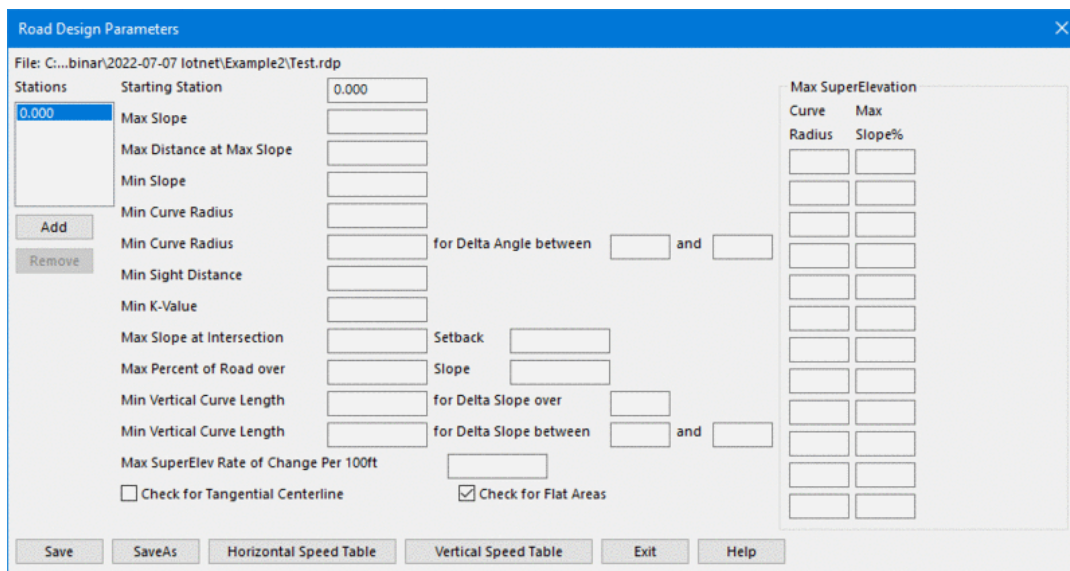 Road Design Parameters
File: C:...binar\2022-07-07 Iotnet\Example2\Test.rdp
Stations
0.000
Add
Remove
Starting Station 0.000
Max Slope
Max Distance at Max Slope
Min Slope
Min Curve Radius
Min Curve Radius for Delta Angle between and
Min Sight Distance
Min K-Value
Max Slope at Intersection Setback
Max Percent of Road over Slope
Min Vertical Curve Length for Delta Slope over
Min Vertical Curve Length for Delta Slope between and
Max SuperElev Rate of Change Per 100ft
Check for Tangential Centerline Check for Flat Areas
Max SuperElevation
Curve Max
Radius Slope%
Save SaveAs Horizontal Speed Table Vertical Speed Table Exit Help